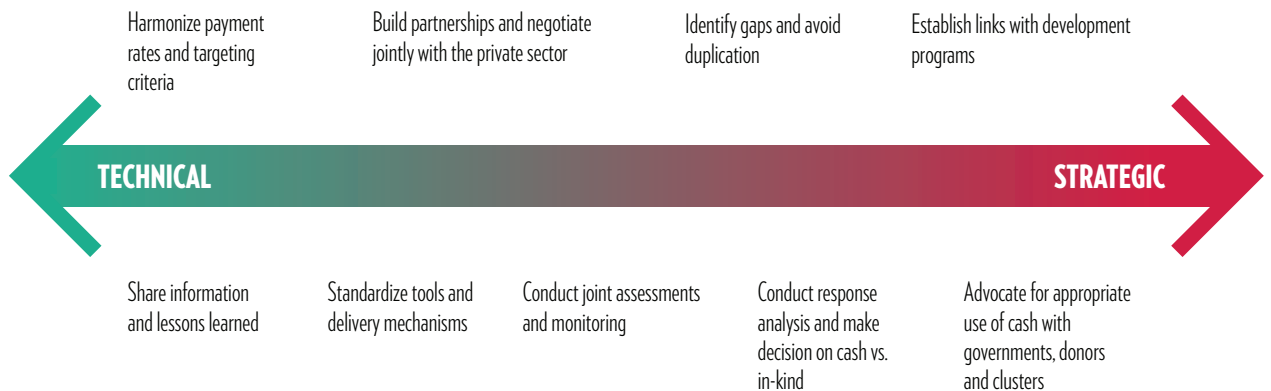 Harmonize payment
rates and targeting
criteria
Build partnerships and negotiate
jointly with the private sector
Identify gaps and avoid
duplication
Establish links with development
programs
TECHNICAL
STRATEGIC
Share information
and lessons learned
Standardize tools and
delivery mechanisms
Conduct joint assessments
and monitoring
Conduct response
analysis and make
decision on cash vs.
in-kind
Advocate for appropriate
use of cash with
governments, donors
and clusters